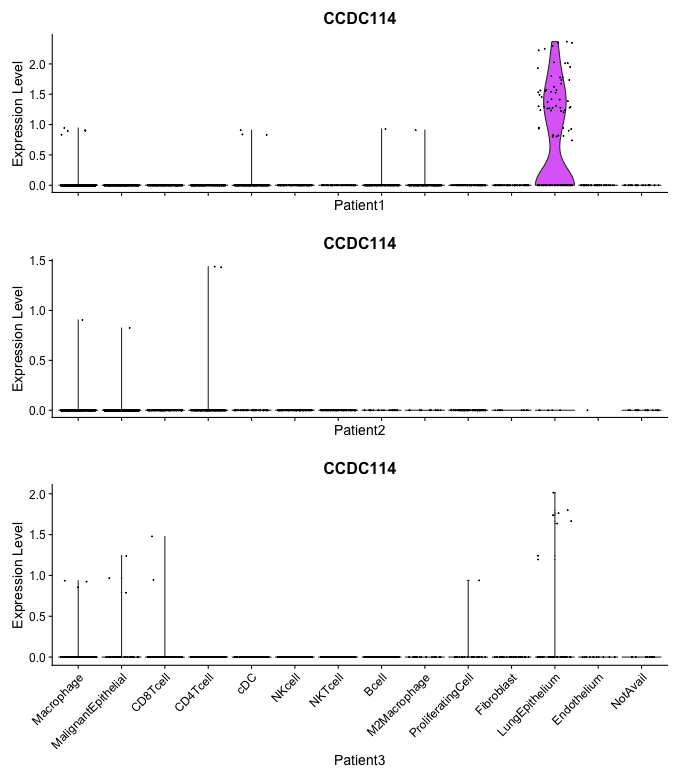 CCDC114
Expression Level
2.0
1.5
1.0
0.5
0.0
Patient1
CCDC114
Expression Level
1.5
1.0
0.5
0.0
Patient2
CCDC114
Expression Level
2.0
1.5
1.0
0.5
0.0
Macrophage
MalignantEpithelial
CD8Tcell
CD4Tcell
cDC
NKcell
NKTcell
Bcell
M2Macrophage
ProliferatingCell
Fibroblast
LungEpithelium
Endothelium
NotAvail
Patient3